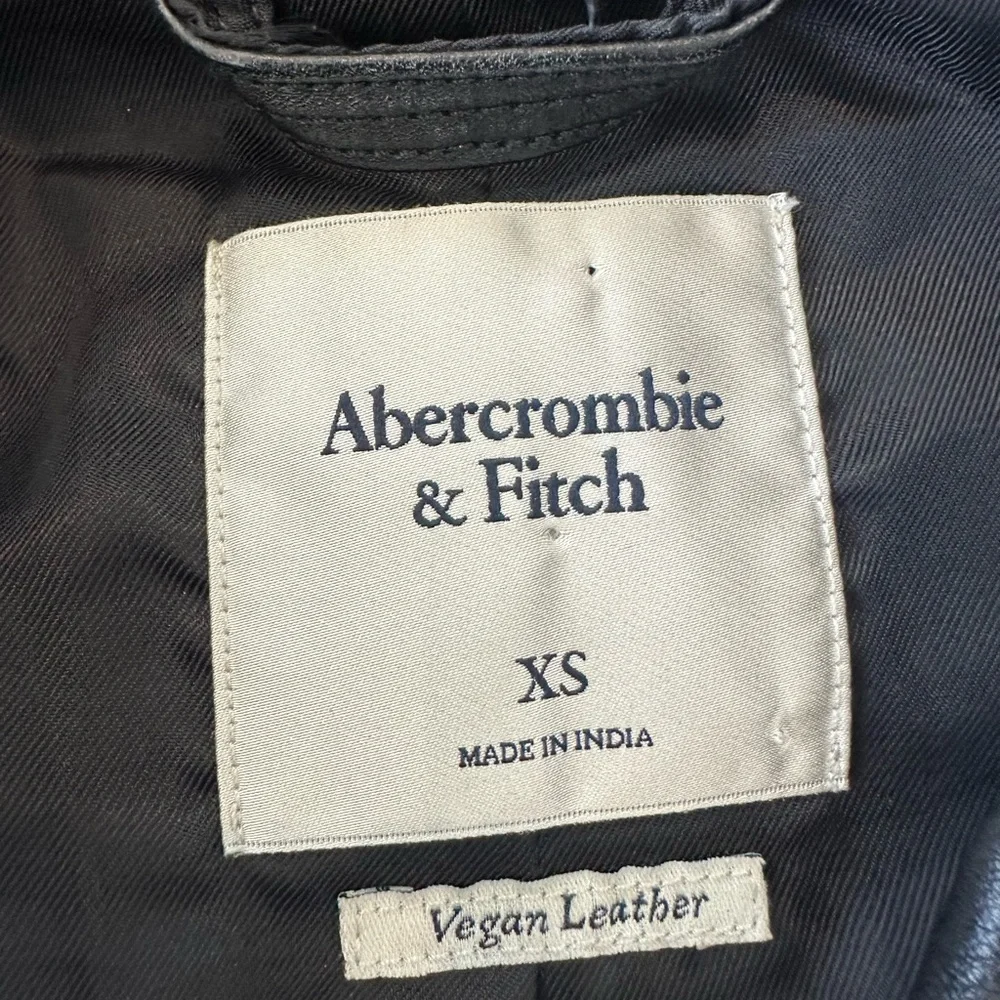 Abercrombie
& Fitch
XS
MADE IN INDIA
Vegan Leather